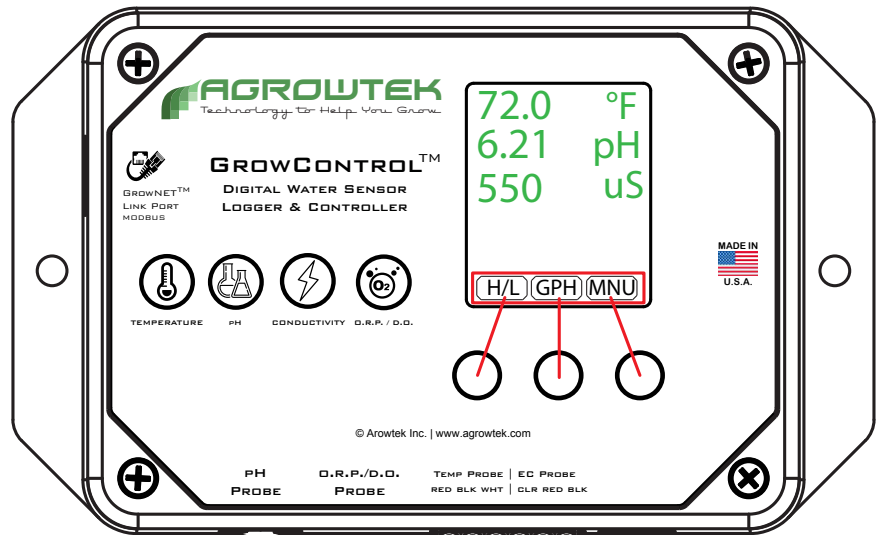 AGROWTEK
Technology to Help You Grow
GROWNET™
LINK PORT
MODBUS
GROWCONTROL™
DIGITAL WATER SENSOR
LOGGER & CONTROLLER
TEMPERATURE
pH
CONDUCTIVITY
O.R.P. / D.O.
O2
72.0 °F
6.21 pH
550 uS
H/L GPH MNU
MADE IN
U.S.A.
© Arowtek Inc. | www.agrowtek.com
pH
PROBE
O.R.P./D.O.
PROBE
TEMP PROBE | EC PROBE
RED BLK WHT | CLR RED BLK